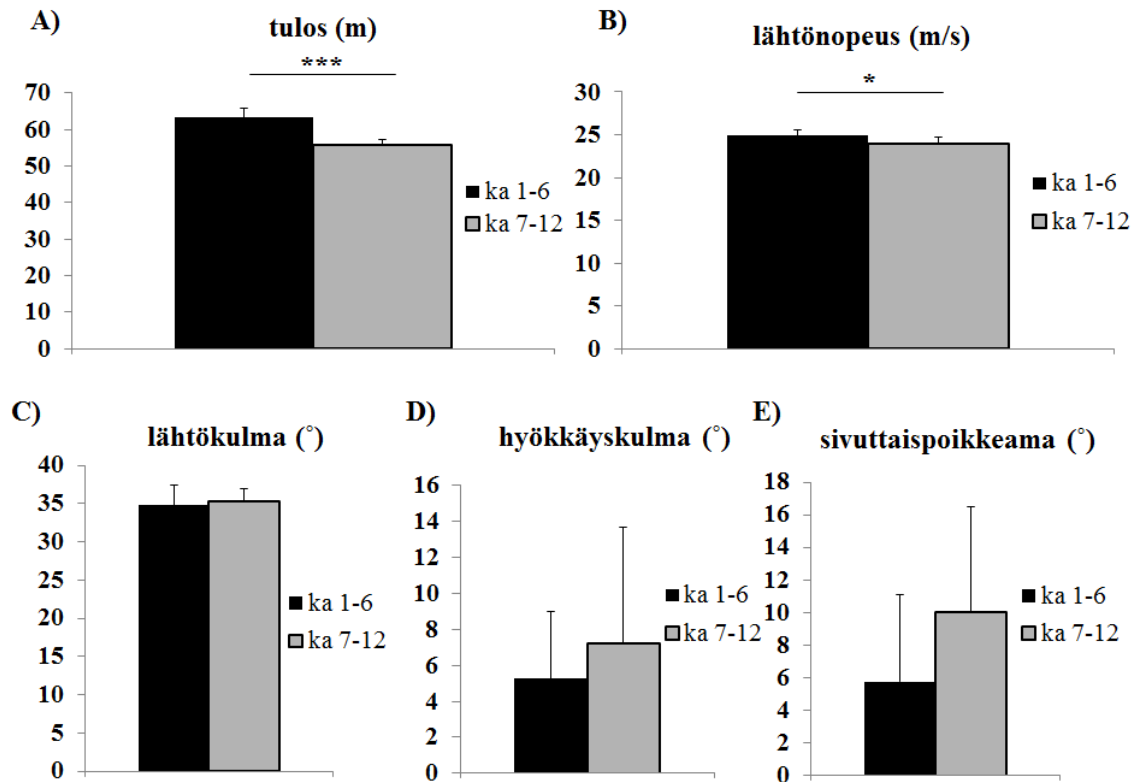 A)
tulos (m)
***
70
60
50
40
30
20
10
0
ka 1-6
ka 7-12
B)
lähtönopeus (m/s)
*
30
25
20
15
10
5
0
ka 1-6
ka 7-12
C)
lähtökulma (°)
40
35
30
25
20
15
10
5
0
ka 1-6
ka 7-12
D)
hyökkäyskulma (°)
16
14
12
10
8
6
4
2
0
ka 1-6
ka 7-12
E)
sivuttaispoikkeama (°)
18
16
14
12
10
8
6
4
2
0
ka 1-6
ka 7-12